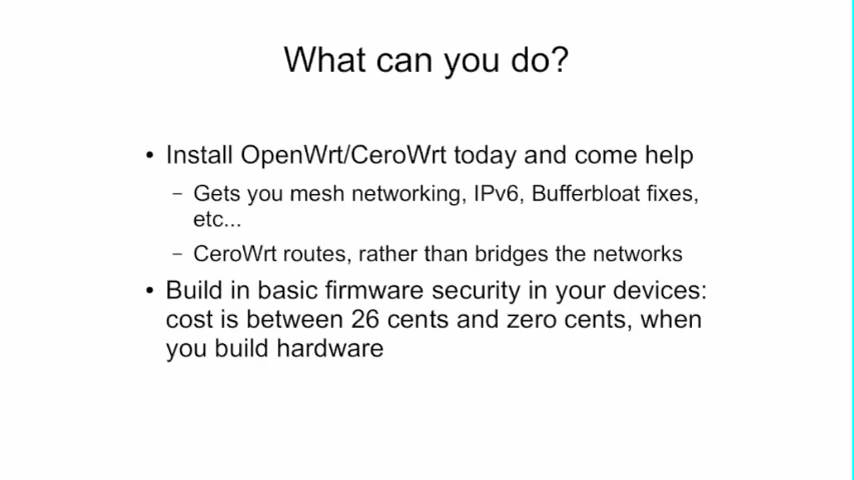 What can you do?
• Install OpenWrt/CeroWrt today and come help
– Gets you mesh networking, IPv6, Bufferbloat fixes,
etc...
– CeroWrt routes, rather than bridges the networks
• Build in basic firmware security in your devices:
cost is between 26 cents and zero cents, when
you build hardware